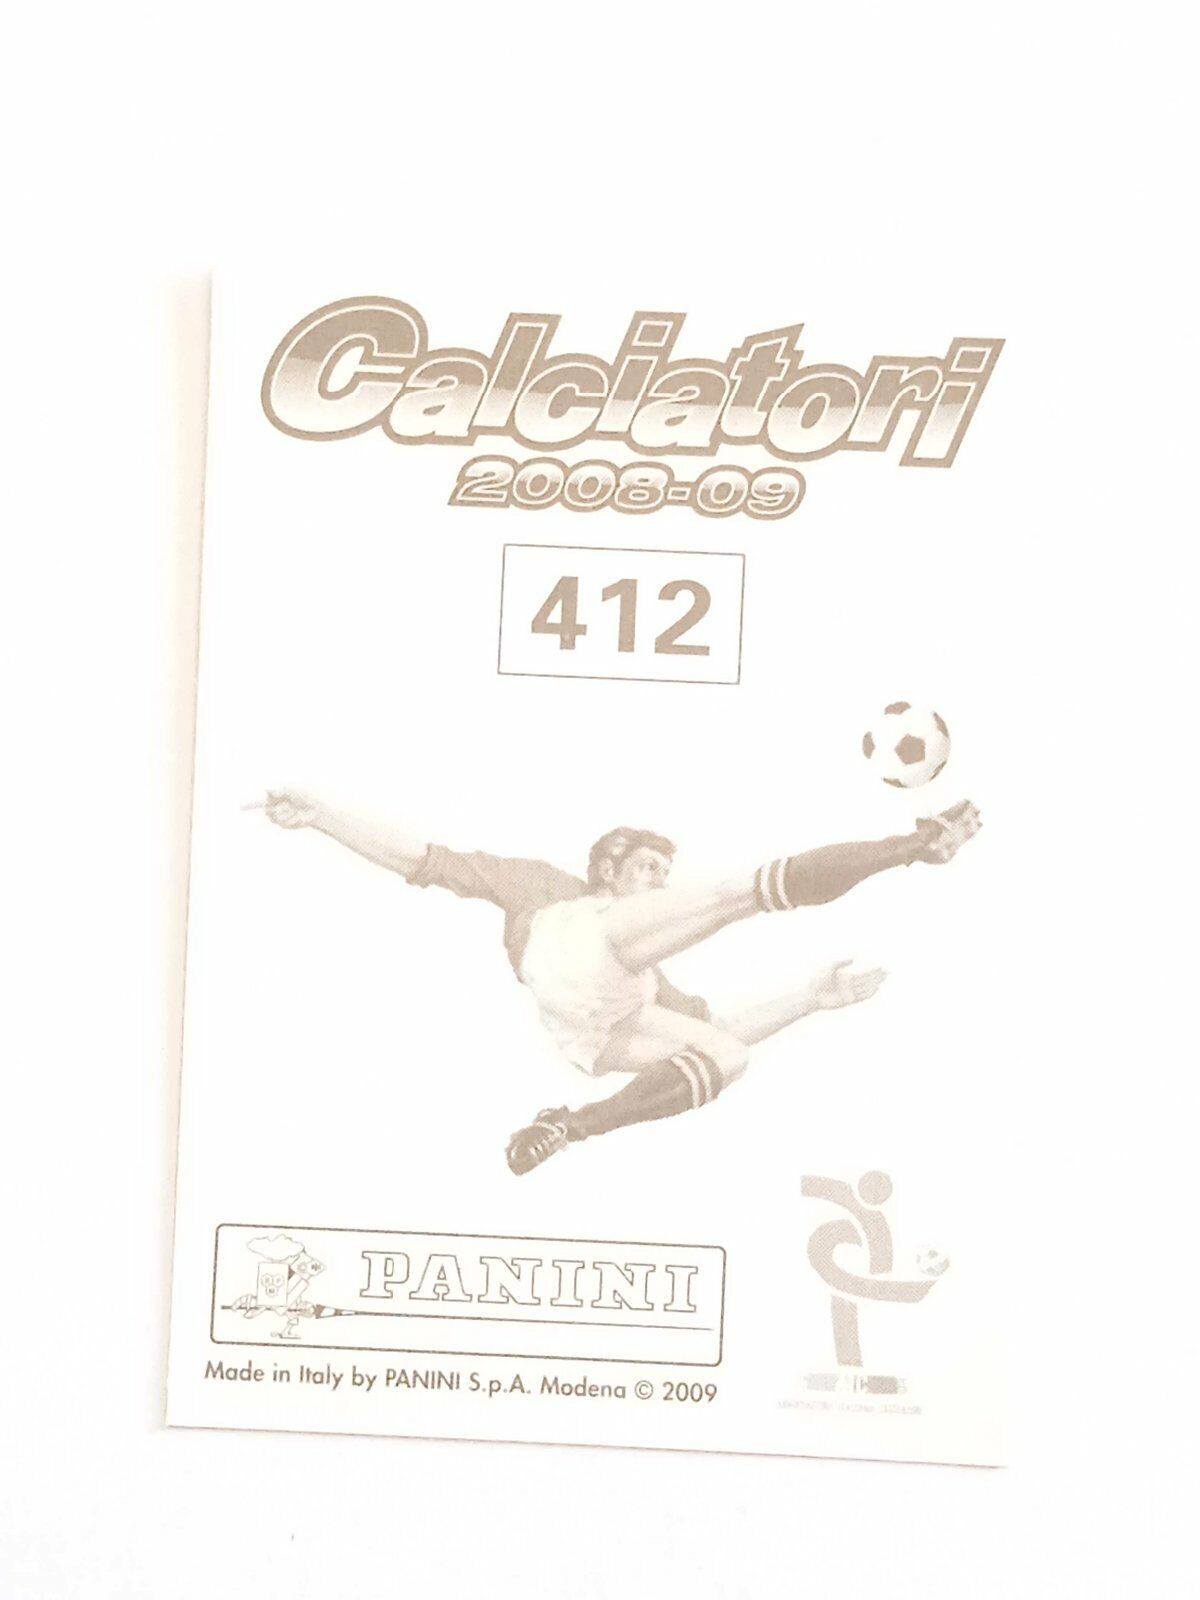 Calciatori
2008-09
412
PANINI
Made in Italy by PANINI S.p.A. Modena © 2009